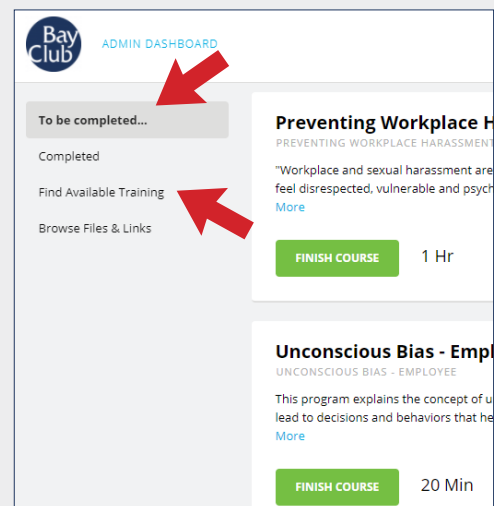 Bay
Club
ADMIN DASHBOARD
To be completed...
Completed
Find Available Training
Browse Files & Links
Preventing Workplace H
PREVENTING WORKPLACE HARASSMENT
"Workplace and sexual harassment are
feel disrespected, vulnerable and psych
More
FINISH COURSE
1 Hr
Unconscious Bias - Empl
UNCONSCIOUS BIAS - EMPLOYEE
This program explains the concept of u
lead to decisions and behaviors that he
More
FINISH COURSE
20 Min